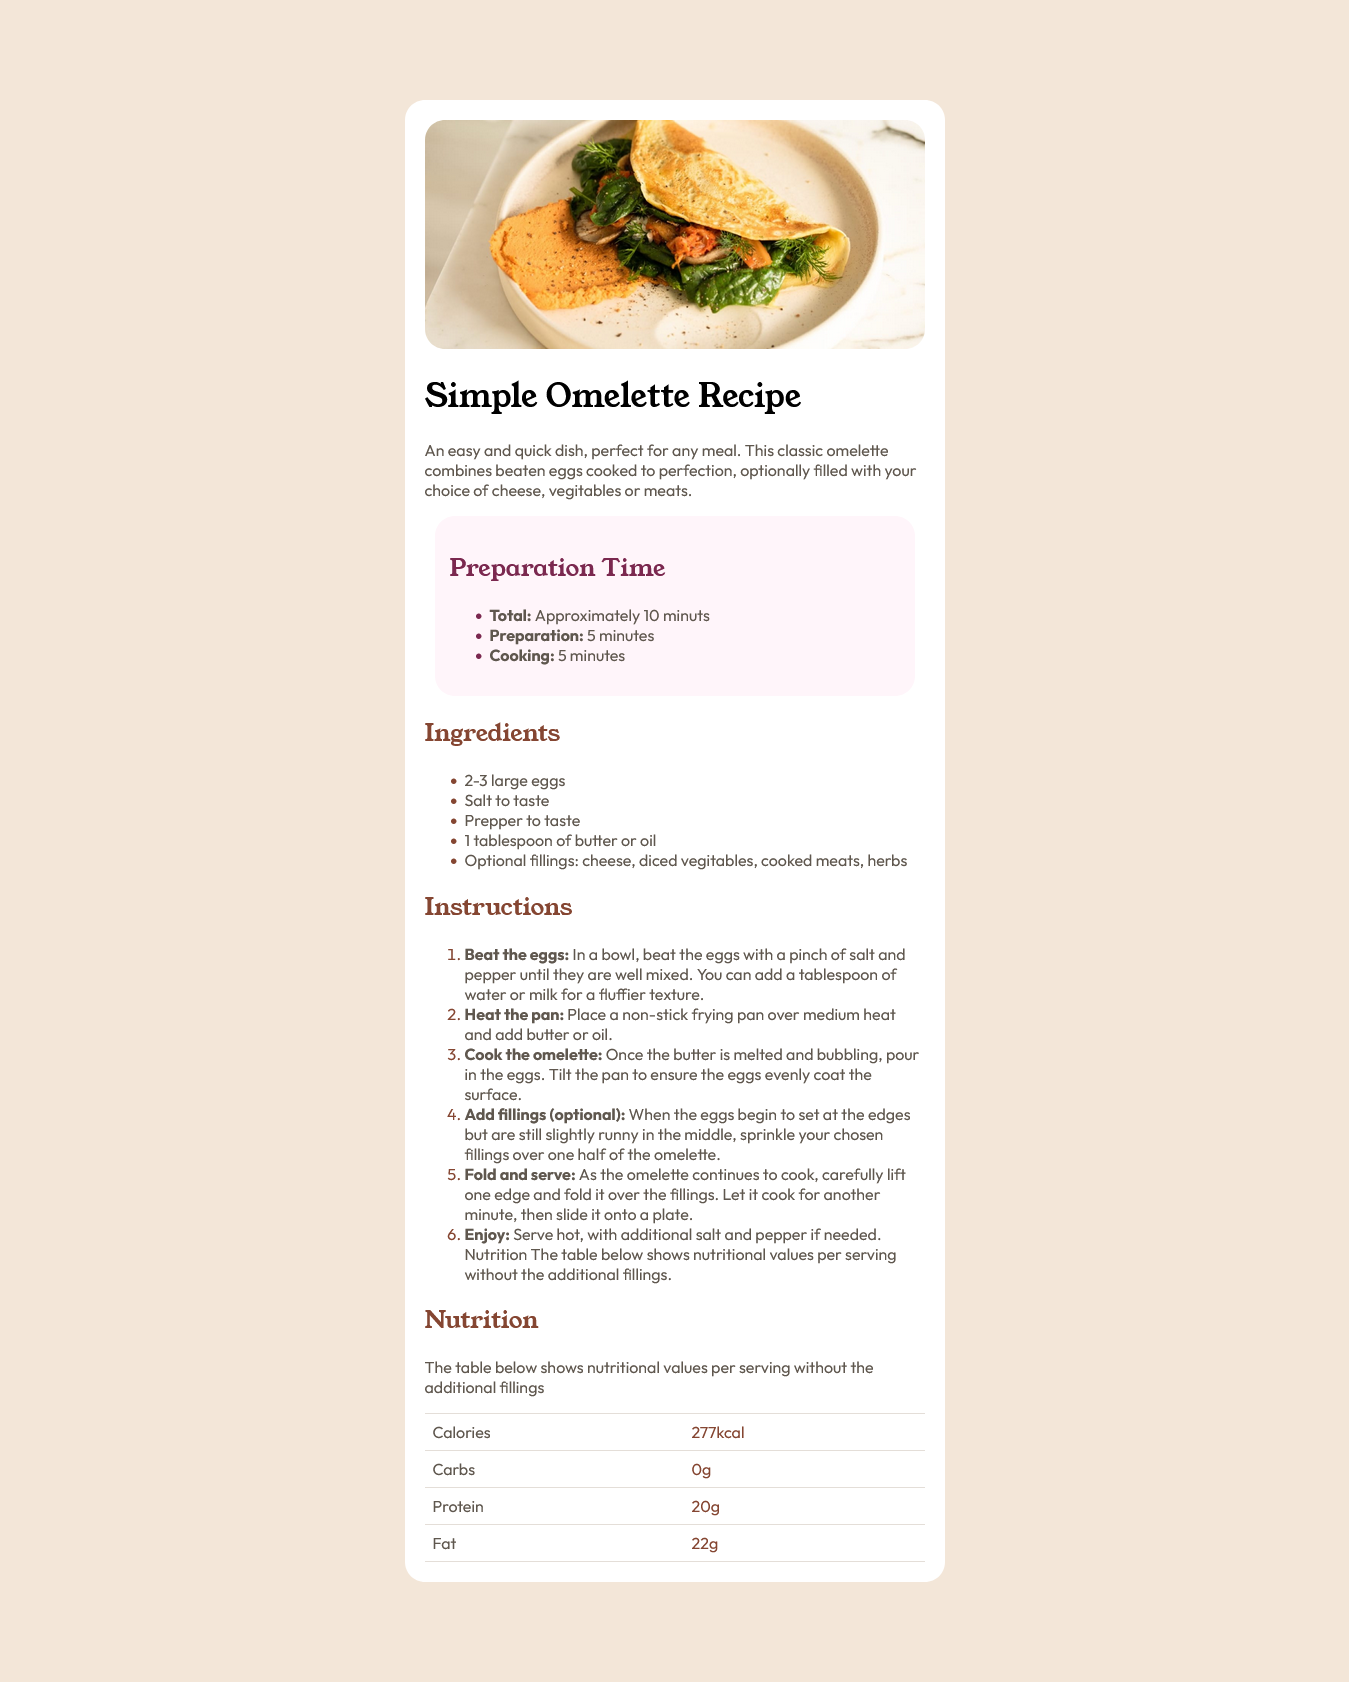 Simple Omelette Recipe
An easy and quick dish, perfect for any meal. This classic omelette
combines beaten eggs cooked to perfection, optionally filled with your
choice of cheese, vegitables or meats.
Preparation Time
• Total: Approximately 10 minuts
• Preparation: 5 minutes
• Cooking: 5 minutes
Ingredients
• 2-3 large eggs
• Salt to taste
• Prepper to taste
• 1 tablespoon of butter or oil
• Optional fillings: cheese, diced vegitables, cooked meats, herbs
Instructions
1. Beat the eggs: In a bowl, beat the eggs with a pinch of salt and
pepper until they are well mixed. You can add a tablespoon of
water or milk for a fluffier texture.
2. Heat the pan: Place a non-stick frying pan over medium heat
and add butter or oil.
3. Cook the omelette: Once the butter is melted and bubbling, pour
in the eggs. Tilt the pan to ensure the eggs evenly coat the
surface.
4. Add fillings (optional): When the eggs begin to set at the edges
but are still slightly runny in the middle, sprinkle your chosen
fillings over one half of the omelette.
5. Fold and serve: As the omelette continues to cook, carefully lift
one edge and fold it over the fillings. Let it cook for another
minute, then slide it onto a plate.
6. Enjoy: Serve hot, with additional salt and pepper if needed.
Nutrition The table below shows nutritional values per serving
without the additional fillings.
Nutrition
The table below shows nutritional values per serving without the
additional fillings
Calories 277kcal
Carbs 0g
Protein 20g
Fat 22g